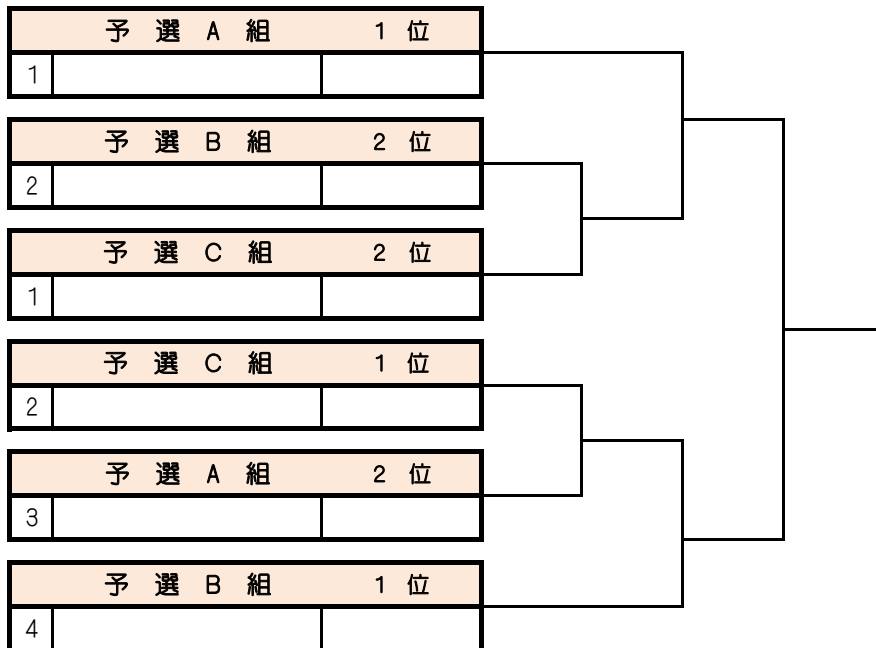 予 選 A 組 1 位
1
予 選 B 組 2 位
2
予 選 C 組 2 位
1
予 選 C 組 1 位
2
予 選 A 組 2 位
3
予 選 B 組 1 位
4